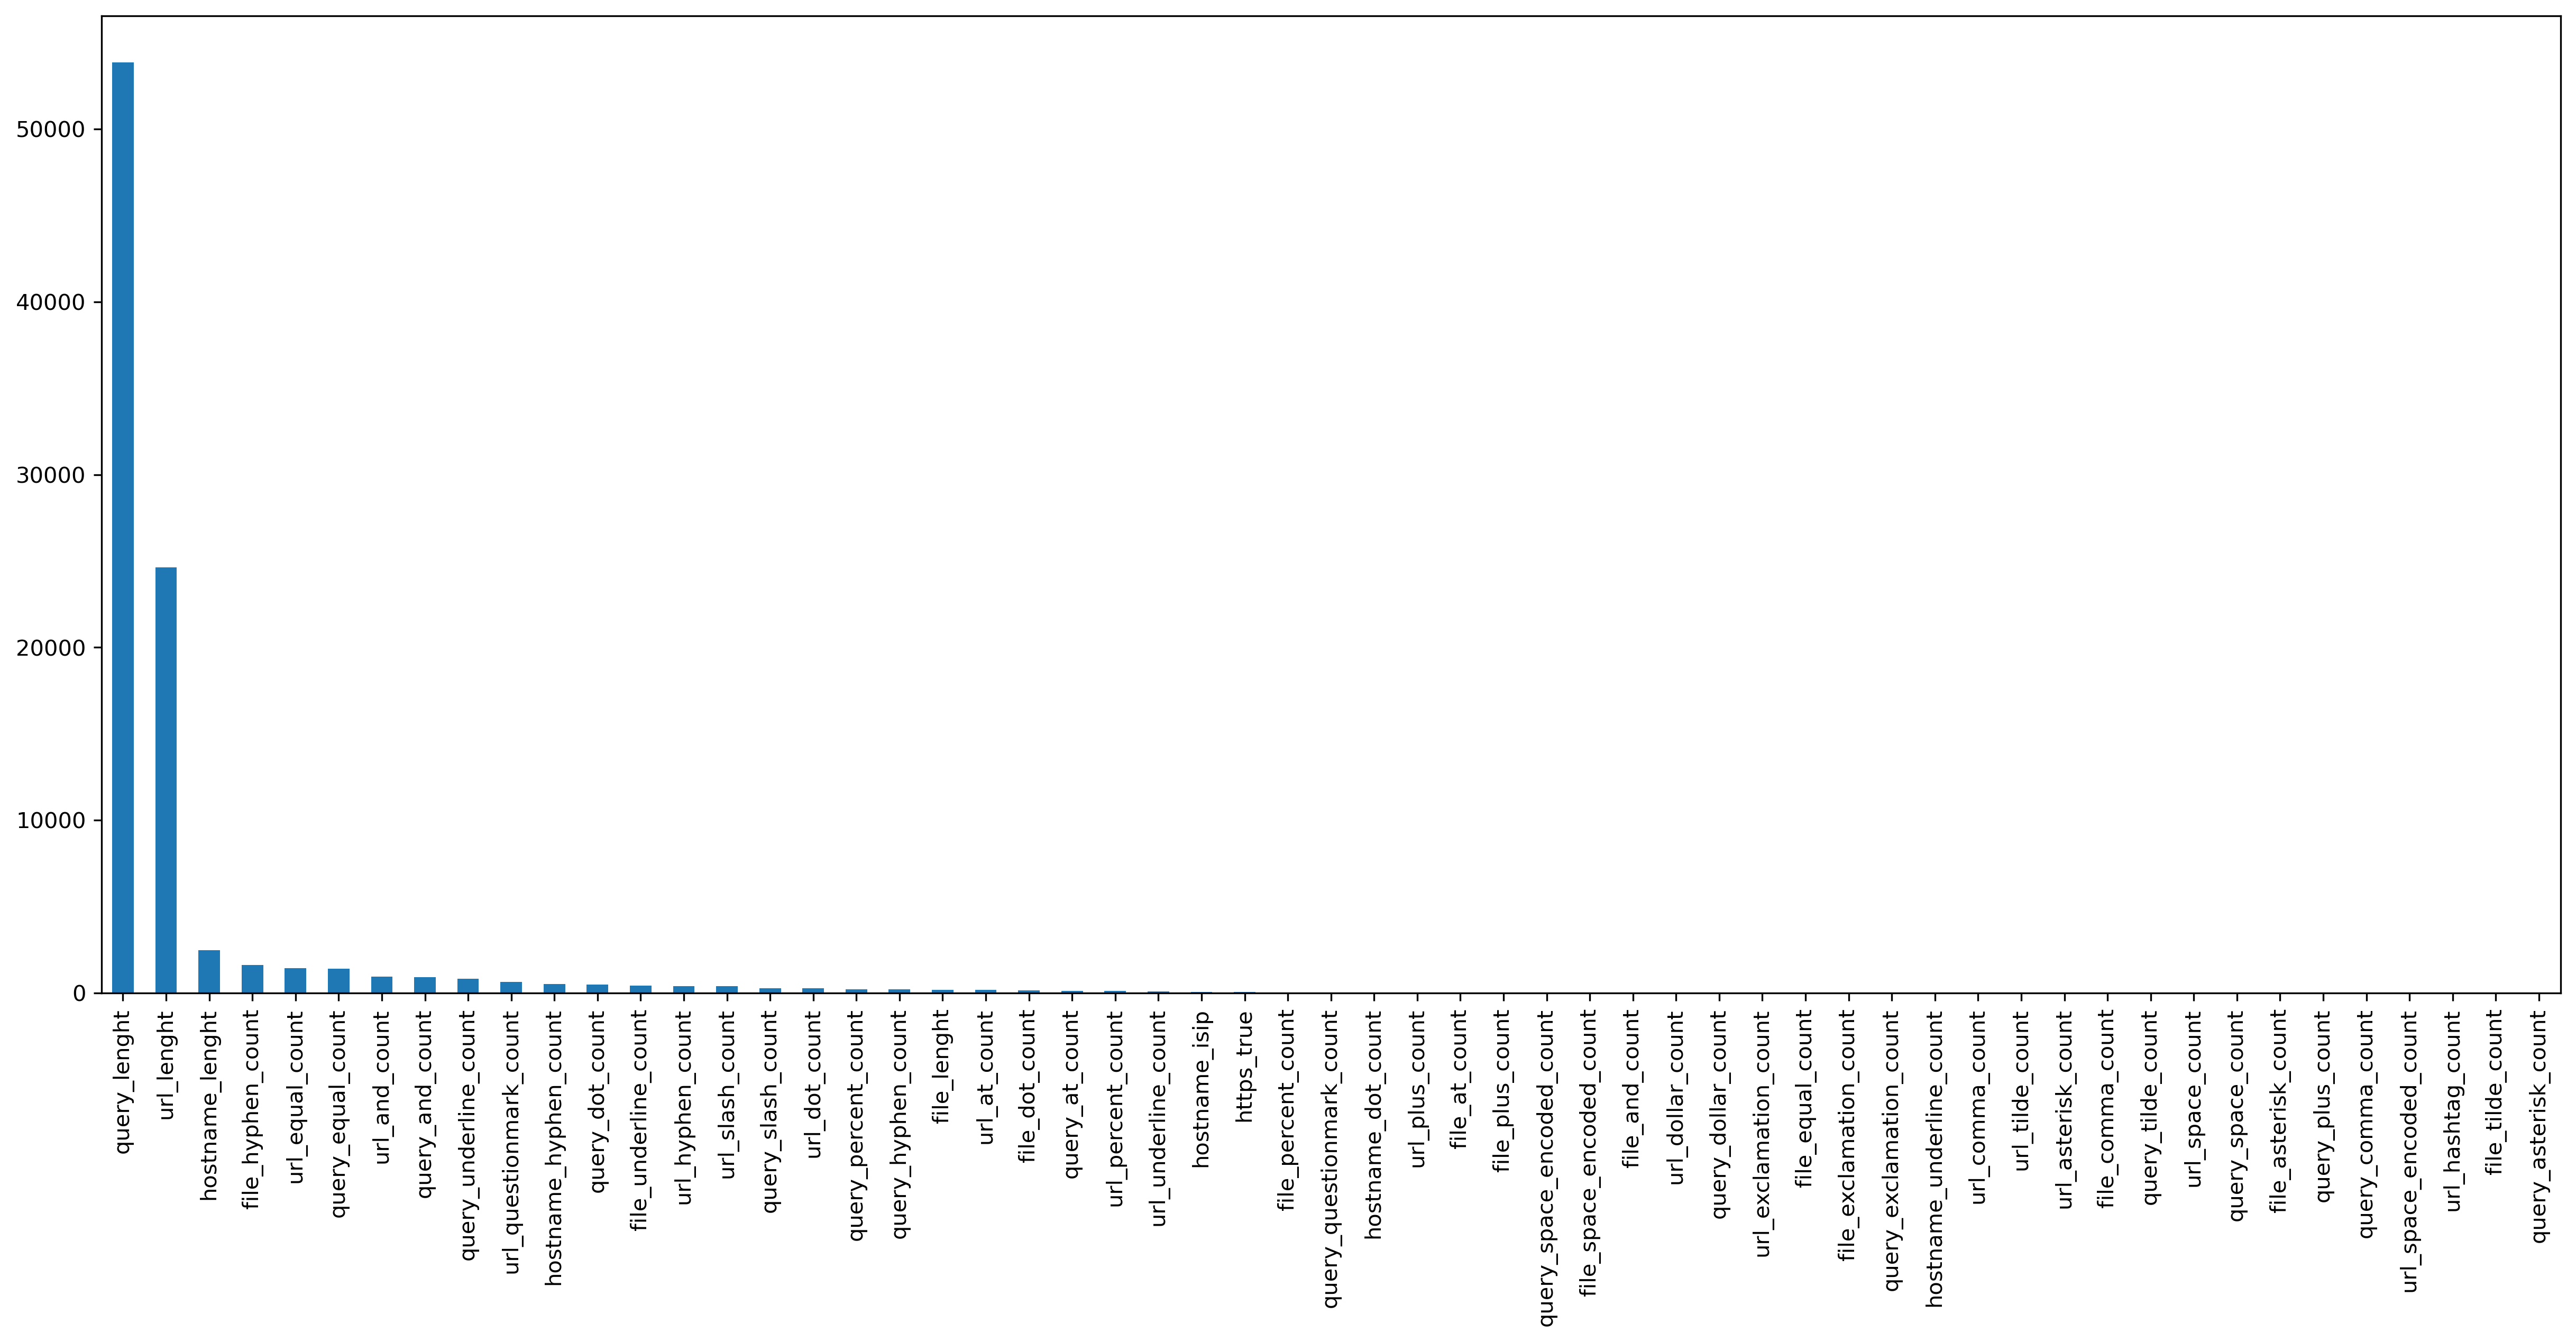 50000
40000
30000
20000
10000
0
query_lenght
url_lenght
hostname_lenght
file_hyphen_count
url_equal_count
query_equal_count
url_and_count
query_and_count
query_underline_count
url_questionmark_count
hostname_hyphen_count
query_dot_count
file_underline_count
url_hyphen_count
url_slash_count
query_slash_count
url_dot_count
query_percent_count
query_hyphen_count
file_lenght
url_at_count
file_dot_count
query_at_count
url_percent_count
url_underline_count
hostname_isip
https_true
file_percent_count
query_questionmark_count
hostname_dot_count
url_plus_count
file_at_count
file_plus_count
query_space_encoded_count
file_space_encoded_count
file_and_count
url_dollar_count
query_dollar_count
url_exclamation_count
file_equal_count
file_exclamation_count
query_exclamation_count
hostname_underline_count
url_comma_count
url_tilde_count
url_asterisk_count
file_comma_count
query_tilde_count
url_space_count
query_space_count
file_asterisk_count
query_plus_count
query_comma_count
url_space_encoded_count
url_hashtag_count
file_tilde_count
query_asterisk_count